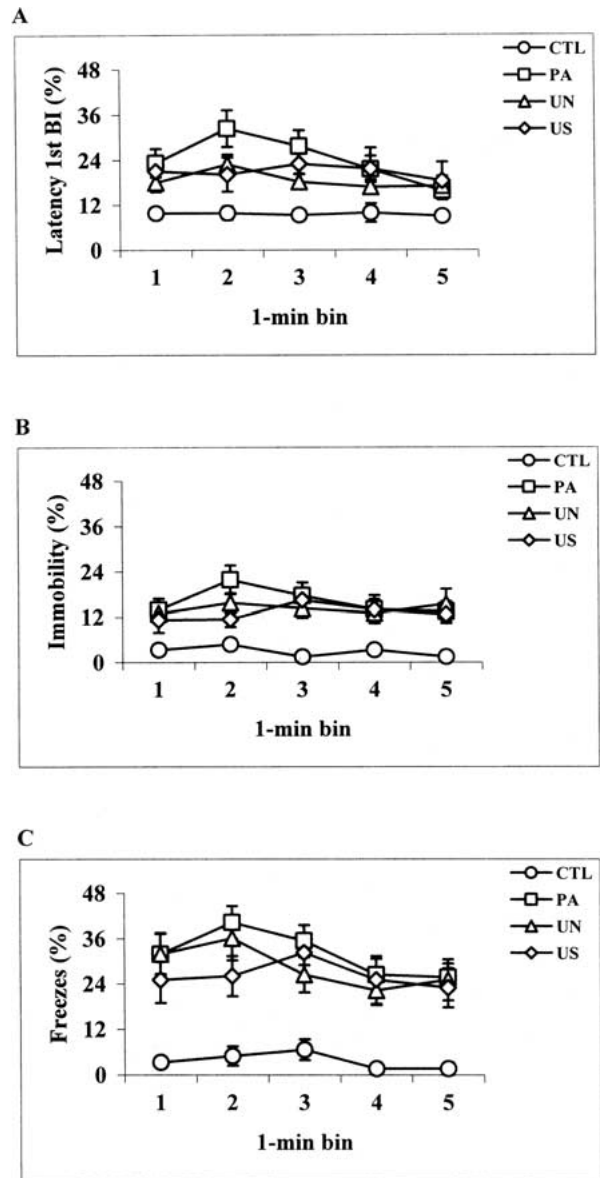 A
Latency 1st BI (%)
48
36
24
12
0
1 2 3 4 5
1-min bin
CTL
PA
UN
US
B
Immobility (%)
48
36
24
12
0
1 2 3 4 5
1-min bin
CTL
PA
UN
US
C
Freezes (%)
48
36
24
12
0
1 2 3 4 5
1-min bin
CTL
PA
UN
US